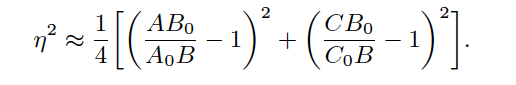 η² ≈ 1/4 [ ( AB₀ / A₀B − 1 )² + ( CB₀ / C₀B − 1 )² ].